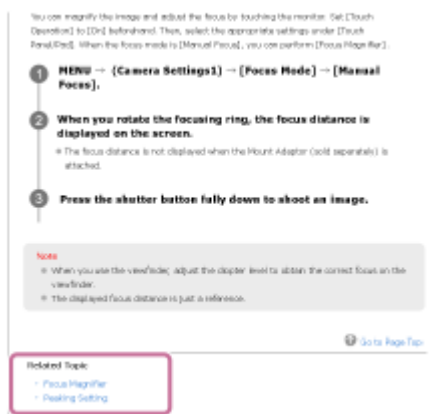 You can magnify the image and adjust the focus by touching the monitor. Set [Touch
Operation] to [On] beforehand. Then, select the appropriate settings under [Touch
Panel/Pad]. When the focus mode is [Manual Focus], you can perform [Focus Magnifier].
1 MENU → (Camera Settings1) → [Focus Mode] → [Manual
Focus].
2 When you rotate the focusing ring, the focus distance is
displayed on the screen.
The focus distance is not displayed when the Mount Adaptor (sold separately) is
attached.
3 Press the shutter button fully down to shoot an image.
Note
When you use the viewfinder, adjust the diopter level to obtain the correct focus on the
viewfinder.
The displayed focus distance is just a reference.
Go to Page Top
Related Topic
Focus Magnifier
Peaking Setting